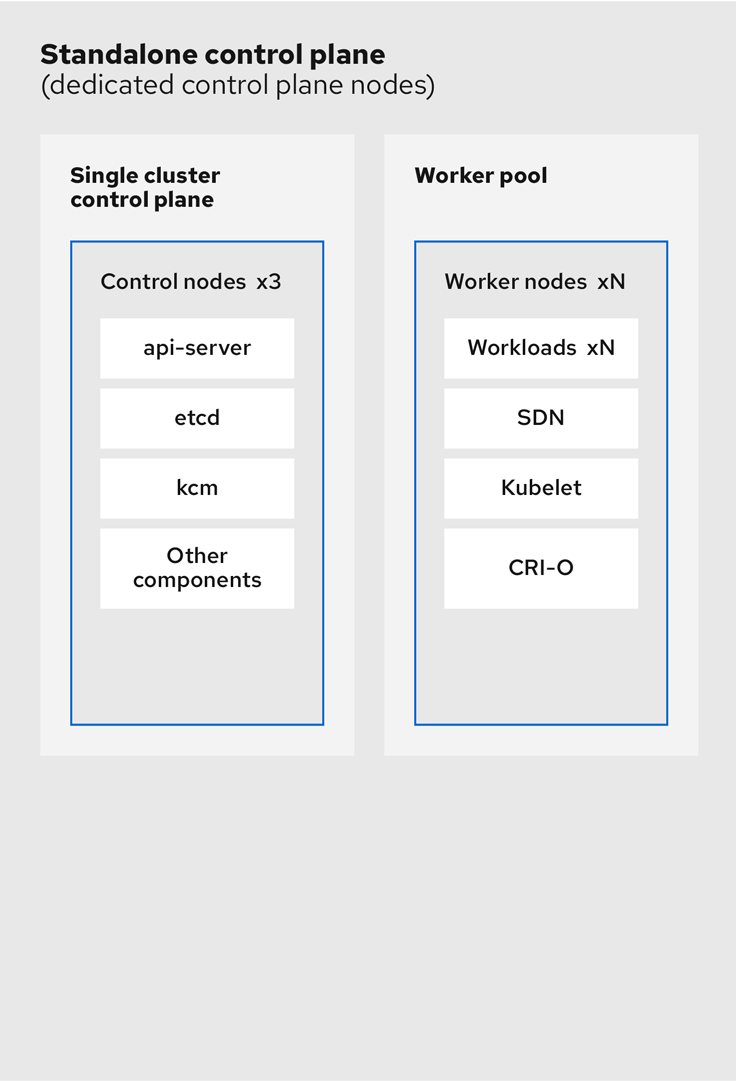 Standalone control plane
(dedicated control plane nodes)
Single cluster
control plane
Control nodes x3
api-server
etcd
kcm
Other
components
Worker pool
Worker nodes xN
Workloads xN
SDN
Kubelet
CRI-O